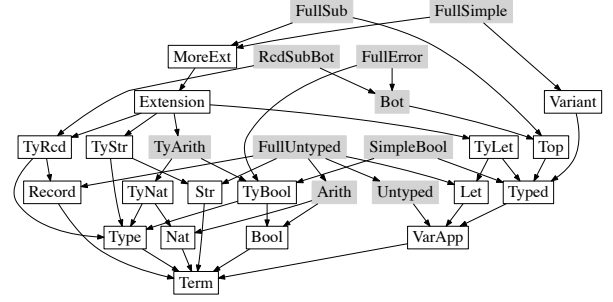 FullSub FullSimple
MoreExt RcdSubBot FullError
Extension Bot Variant
TyRcd TyStr TyArith FullUntyped SimpleBool TyLet Top
Record TyNat Str TyBool Arith Untyped Let Typed
Type Nat Bool VarApp
Term